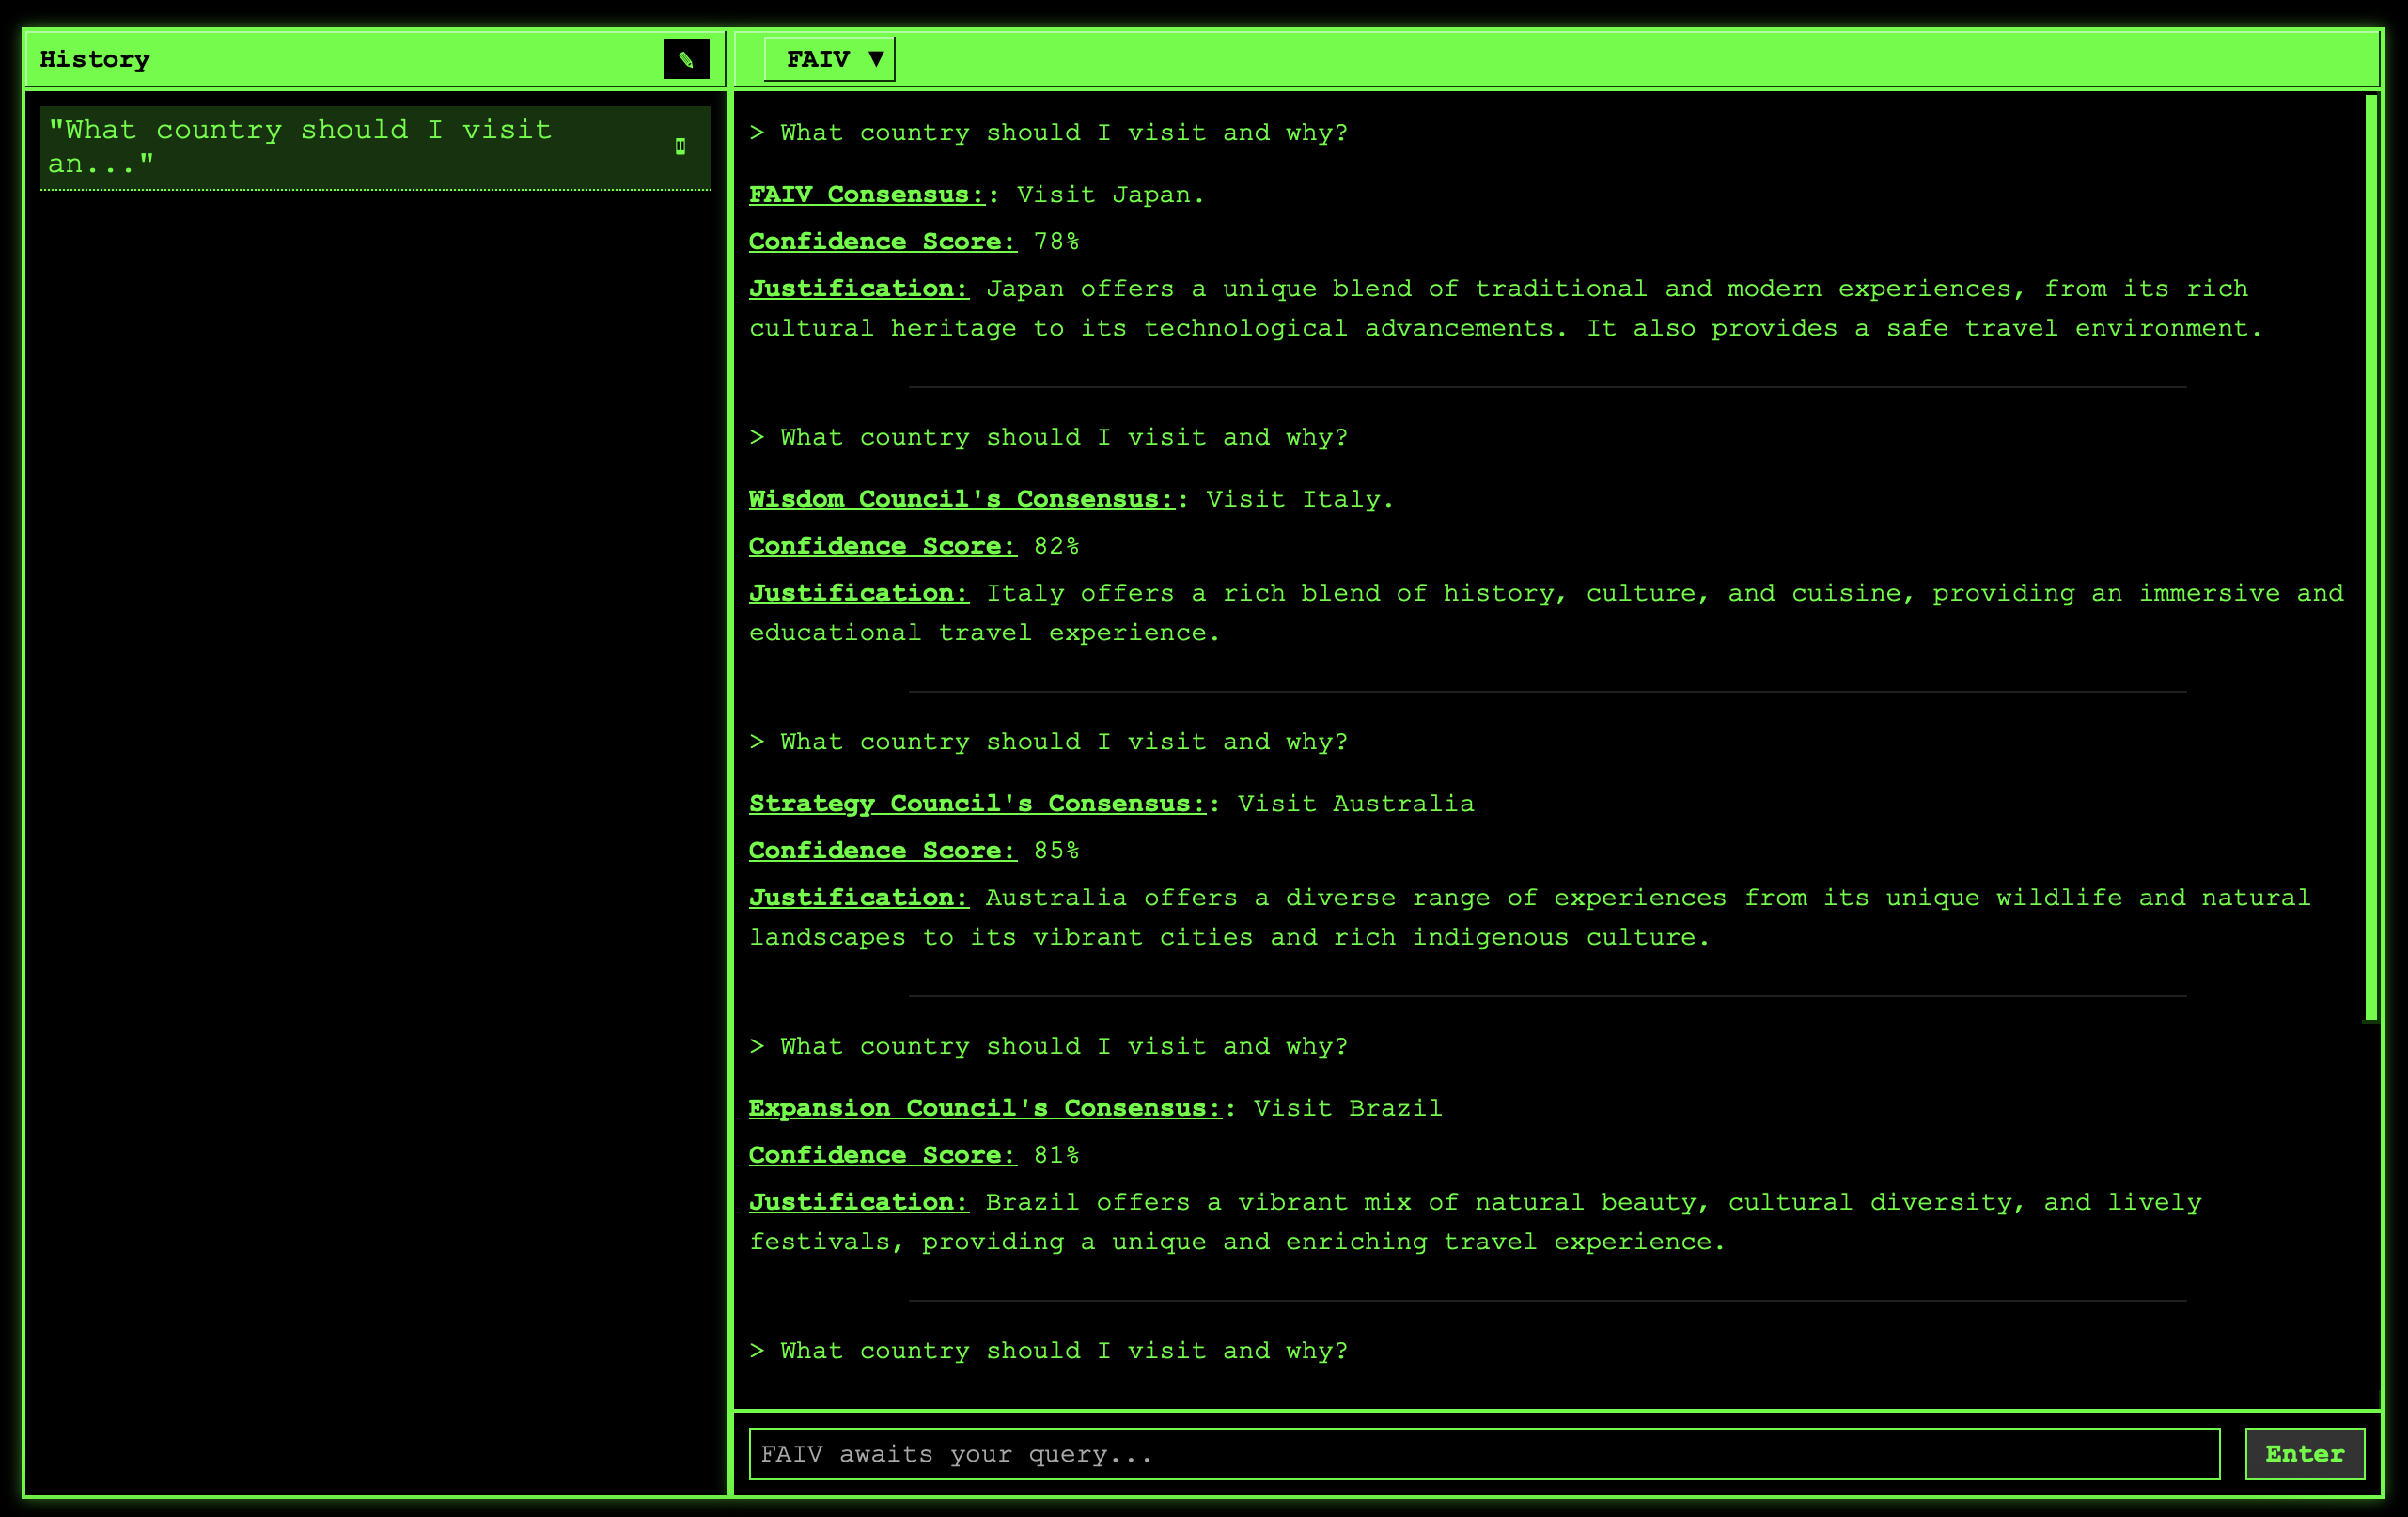 History
"What country should I visit
an..."
FAIV ▼
> What country should I visit and why?
FAIV Consensus:: Visit Japan.
Confidence Score: 78%
Justification: Japan offers a unique blend of traditional and modern experiences, from its rich
cultural heritage to its technological advancements. It also provides a safe travel environment.
> What country should I visit and why?
Wisdom Council's Consensus:: Visit Italy.
Confidence Score: 82%
Justification: Italy offers a rich blend of history, culture, and cuisine, providing an immersive and
educational travel experience.
> What country should I visit and why?
Strategy Council's Consensus:: Visit Australia
Confidence Score: 85%
Justification: Australia offers a diverse range of experiences from its unique wildlife and natural
landscapes to its vibrant cities and rich indigenous culture.
> What country should I visit and why?
Expansion Council's Consensus:: Visit Brazil
Confidence Score: 81%
Justification: Brazil offers a vibrant mix of natural beauty, cultural diversity, and lively
festivals, providing a unique and enriching travel experience.
> What country should I visit and why?
FAIV awaits your query...
Enter